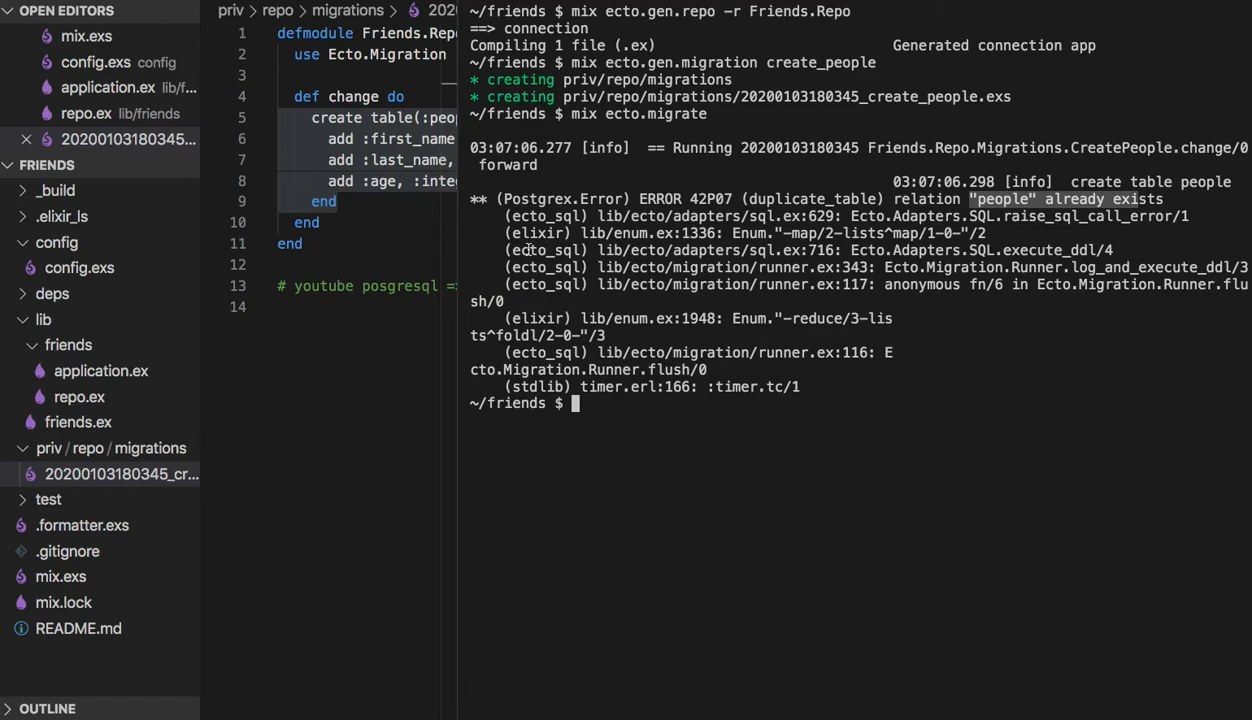 OPEN EDITORS
mix.exs
config.exs config
application.ex lib/f...
repo.ex lib/friends
20200103180345...
FRIENDS
_build
.elixir_ls
config
config.exs
deps
lib
friends
application.ex
repo.ex
friends.ex
priv / repo / migrations
20200103180345_cr...
test
.formatter.exs
.gitignore
mix.exs
mix.lock
README.md
OUTLINE
priv > repo > migrations >
1 defmodule Friends.Rep
2 use Ecto.Migration
3
4 def change do
5 create table(:peop
6 add :first_name
7 add :last_name,
8 add :age, :inte
9 end
10 end
11 end
12
13 # youtube posgresql =>
14
~/friends $ mix ecto.gen.repo -r Friends.Repo
==> connection
Compiling 1 file (.ex) Generated connection app
~/friends $ mix ecto.gen.migration create_people
* creating priv/repo/migrations
* creating priv/repo/migrations/20200103180345_create_people.exs
~/friends $ mix ecto.migrate
03:07:06.277 [info] == Running 20200103180345 Friends.Repo.Migrations.CreatePeople.change/0
forward
03:07:06.298 [info] create table people
** (Postgrex.Error) ERROR 42P07 (duplicate_table) relation "people" already exists
(ecto_sql) lib/ecto/adapters/sql.ex:629: Ecto.Adapters.SQL.raise_sql_call_error/1
(elixir) lib/enum.ex:1336: Enum."-map/2-lists^map/1-0-"/2
(ecto_sql) lib/ecto/adapters/sql.ex:716: Ecto.Adapters.SQL.execute_ddl/4
(ecto_sql) lib/ecto/migration/runner.ex:343: Ecto.Migration.Runner.log_and_execute_ddl/3
(ecto_sql) lib/ecto/migration/runner.ex:117: anonymous fn/6 in Ecto.Migration.Runner.flu
sh/0
(elixir) lib/enum.ex:1948: Enum."-reduce/3-lis
ts^foldl/2-0-"/3
(ecto_sql) lib/ecto/migration/runner.ex:116: E
cto.Migration.Runner.flush/0
(stdlib) timer.erl:166: :timer.tc/1
~/friends $